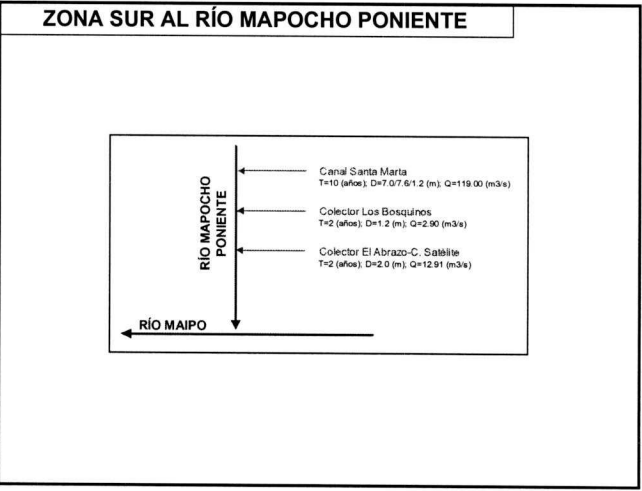 ZONA SUR AL RÍO MAPOCHO PONIENTE
RÍO MAPOCHO
PONIENTE
Canal Santa Marta
T=10 (años); D=7.0/7.6/1.2 (m); Q=119.00 (m3/s)
Colector Los Bosquinos
T=2 (años); D=1.2 (m); Q=2.90 (m3/s)
Colector El Abrazo-C. Satélite
T=2 (años); D=2.0 (m); Q=12.91 (m3/s)
RÍO MAIPO